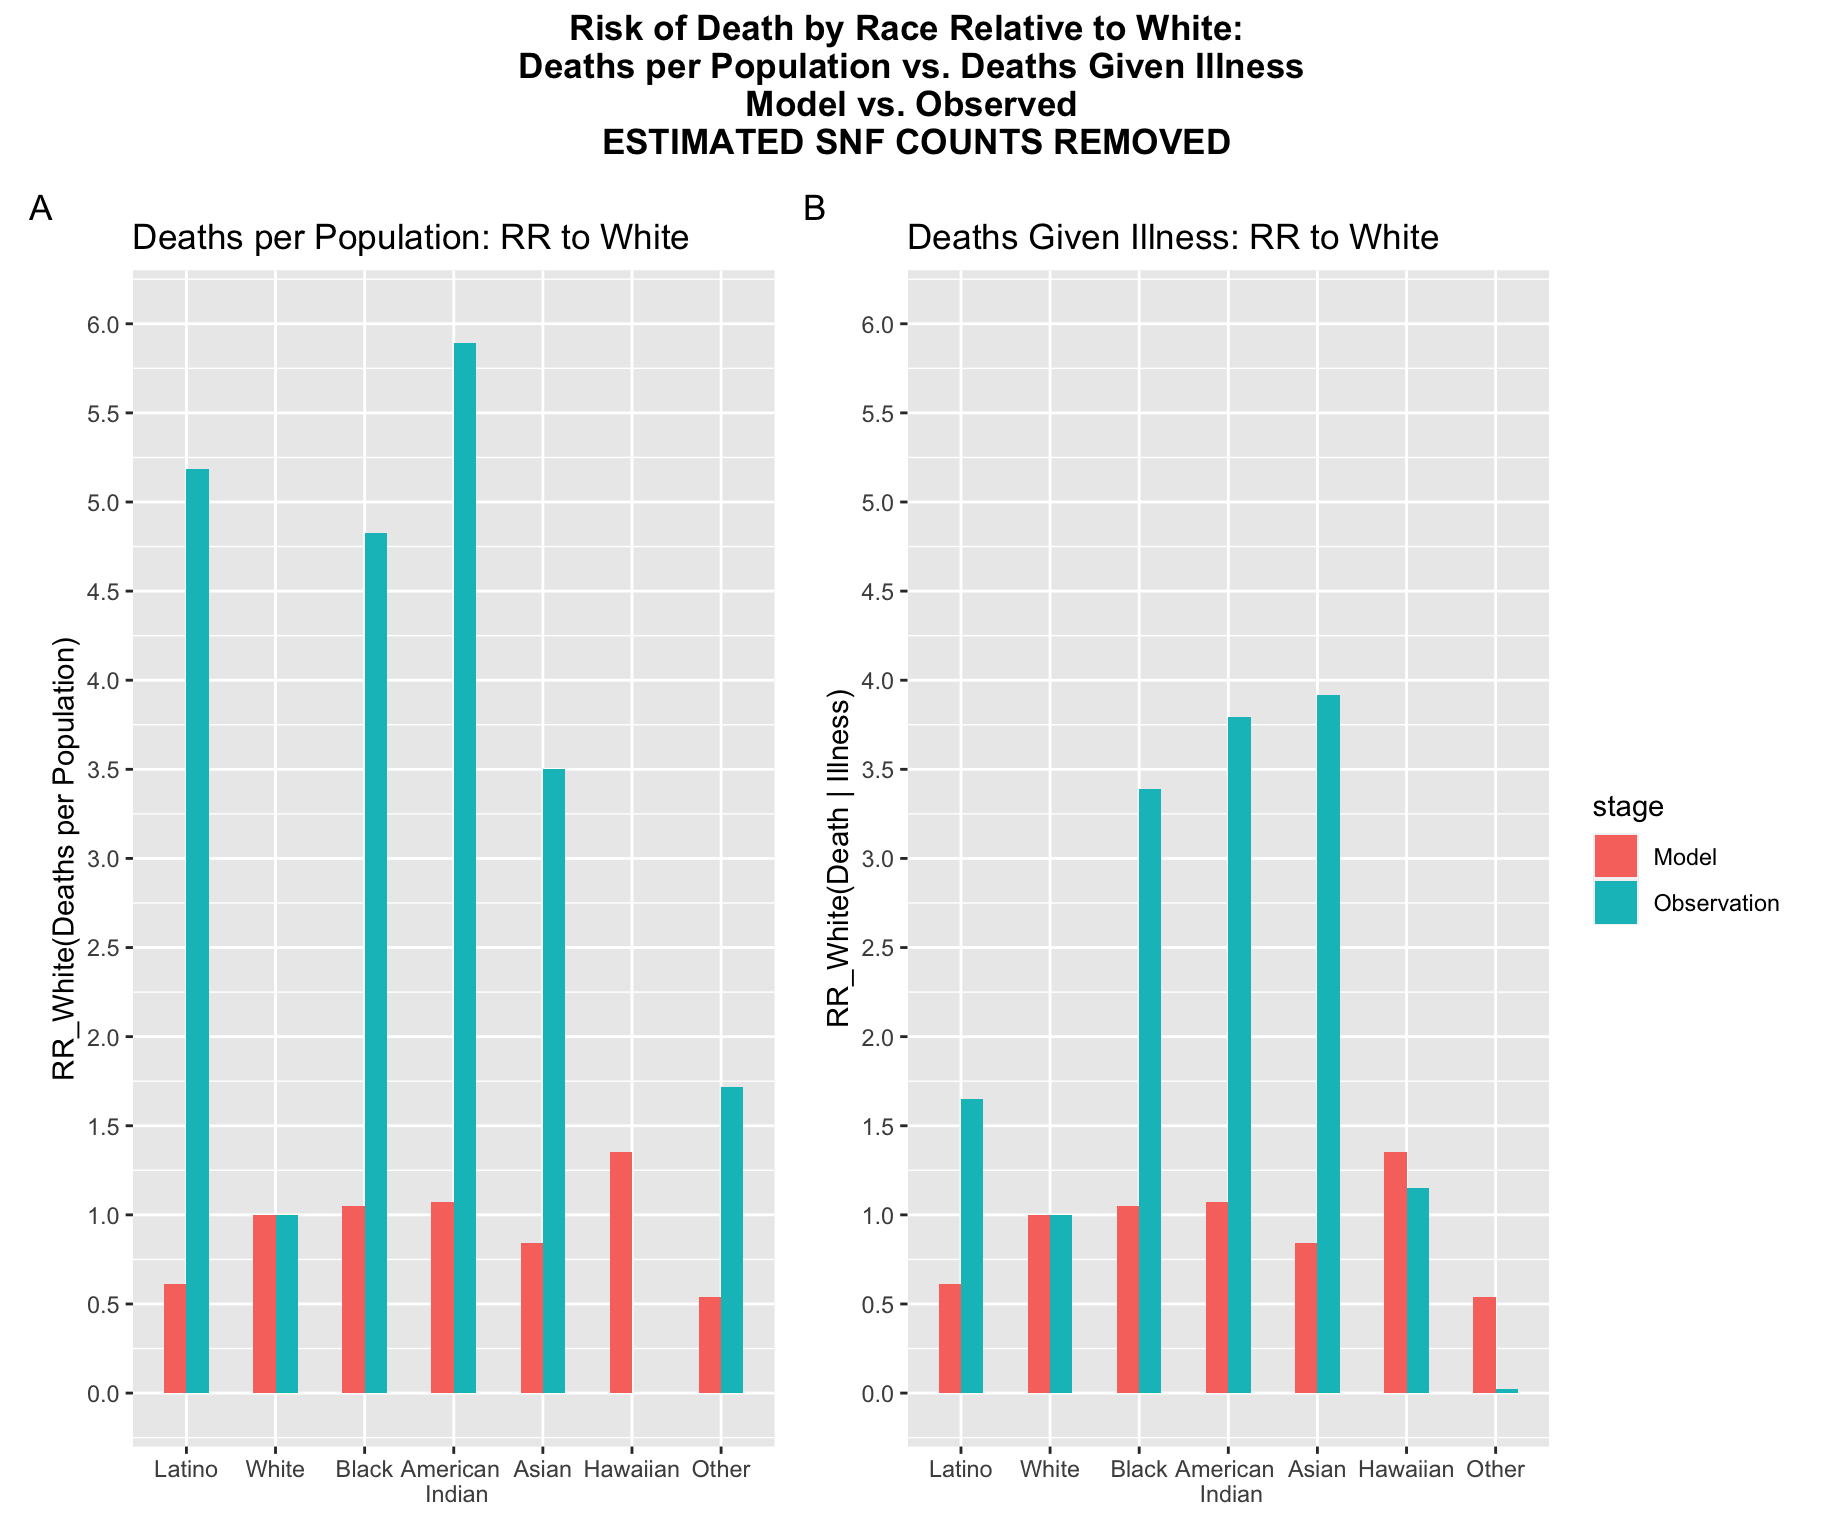 Risk of Death by Race Relative to White:
Deaths per Population vs. Deaths Given Illness
Model vs. Observed
ESTIMATED SNF COUNTS REMOVED
A
Deaths per Population: RR to White
RR_White(Deaths per Population)
6.0
5.5
5.0
4.5
4.0
3.5
3.0
2.5
2.0
1.5
1.0
0.5
0.0
Latino White Black American Asian Hawaiian Other
Indian
B
Deaths Given Illness: RR to White
RR_White(Death | Illness)
6.0
5.5
5.0
4.5
4.0
3.5
3.0
2.5
2.0
1.5
1.0
0.5
0.0
Latino White Black American Asian Hawaiian Other
Indian
stage
Model
Observation